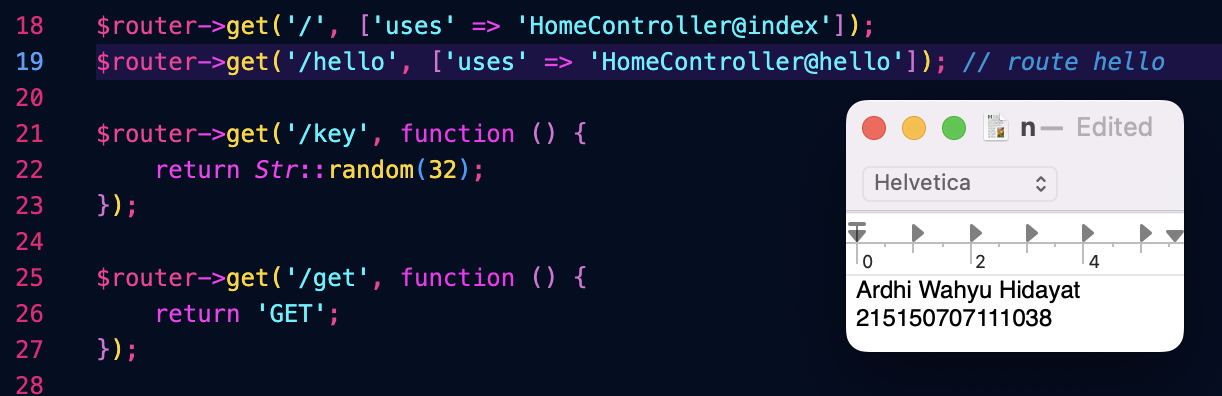 18 $router->get('/', ['uses' => 'HomeController@index']);
19 $router->get('/hello', ['uses' => 'HomeController@hello']); // route hello
20
21 $router->get('/key', function () {
22     return Str::random(32);
23 });
24
25 $router->get('/get', function () {
26     return 'GET';
27 });
28
n — Edited
Helvetica
0 2 4
Ardhi Wahyu Hidayat
215150707111038